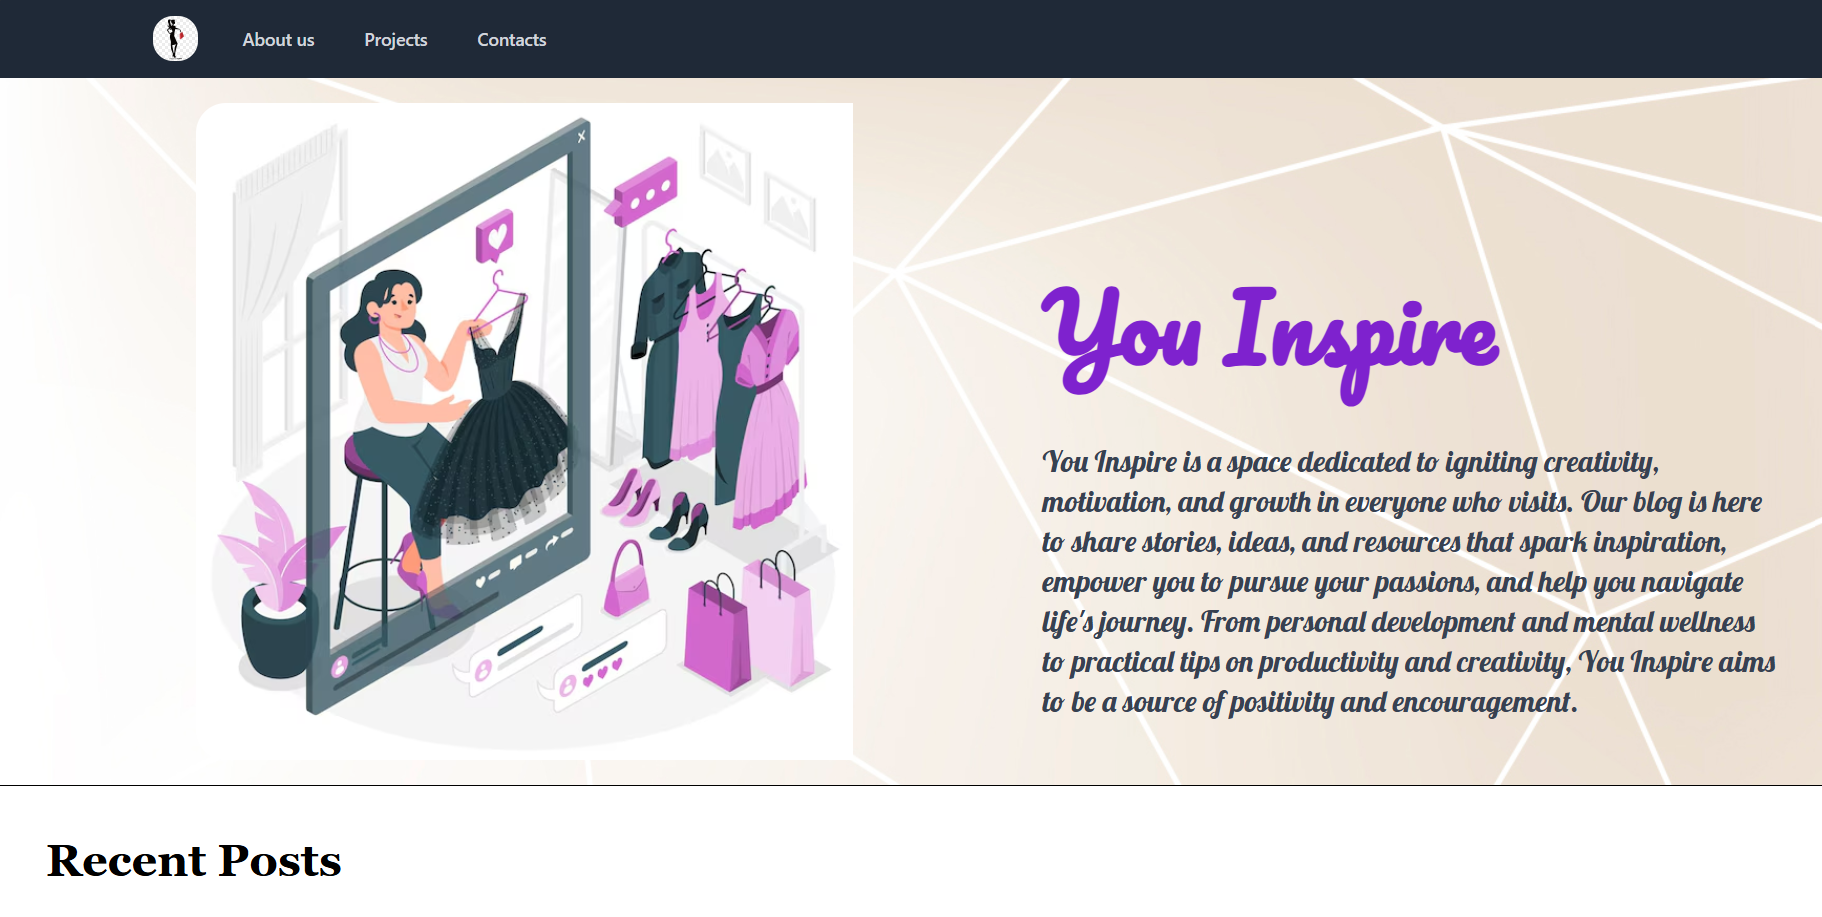 About us Projects Contacts
You Inspire
You Inspire is a space dedicated to igniting creativity,
motivation, and growth in everyone who visits. Our blog is here
to share stories, ideas, and resources that spark inspiration,
empower you to pursue your passions, and help you navigate
life's journey. From personal development and mental wellness
to practical tips on productivity and creativity, You Inspire aims
to be a source of positivity and encouragement.
Recent Posts